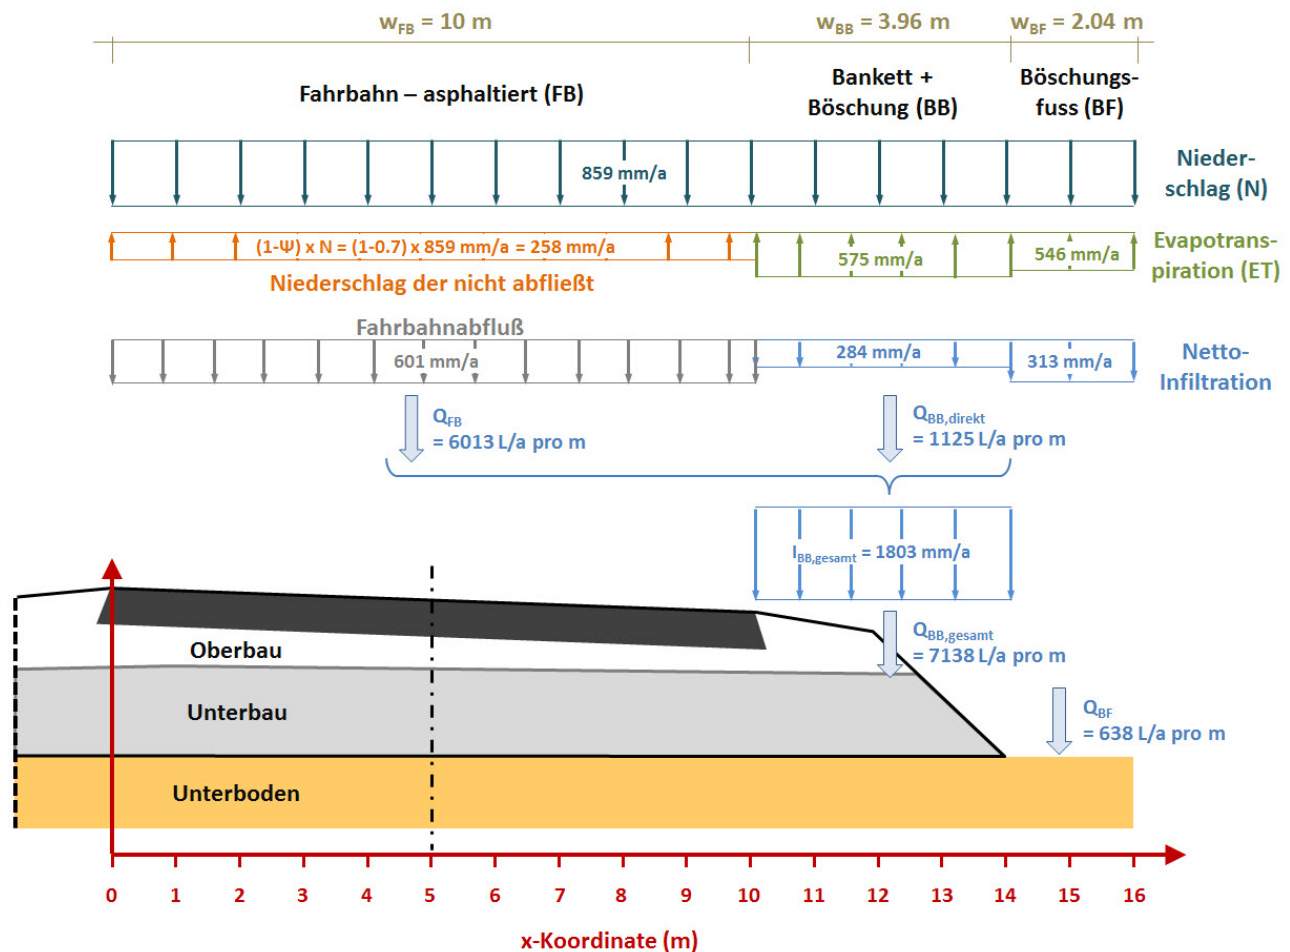 w_FB = 10 m
w_BB = 3.96 m
w_BF = 2.04 m
Fahrbahn – asphaltiert (FB)
Bankett +
Böschung (BB)
Böschungs-
fuss (BF)
859 mm/a
Nieder-
schlag (N)
(1-Ψ) x N = (1-0.7) x 859 mm/a = 258 mm/a
575 mm/a
546 mm/a
Evapotrans-
piration (ET)
Niederschlag der nicht abfließt
Fahrbahnabfluß
601 mm/a
284 mm/a
313 mm/a
Netto-
Infiltration
Q_FB
= 6013 L/a pro m
Q_BB,direkt
= 1125 L/a pro m
I_BB,gesamt = 1803 mm/a
Q_BB,gesamt
= 7138 L/a pro m
Q_BF
= 638 L/a pro m
Oberbau
Unterbau
Unterboden
0 1 2 3 4 5 6 7 8 9 10 11 12 13 14 15 16
x-Koordinate (m)